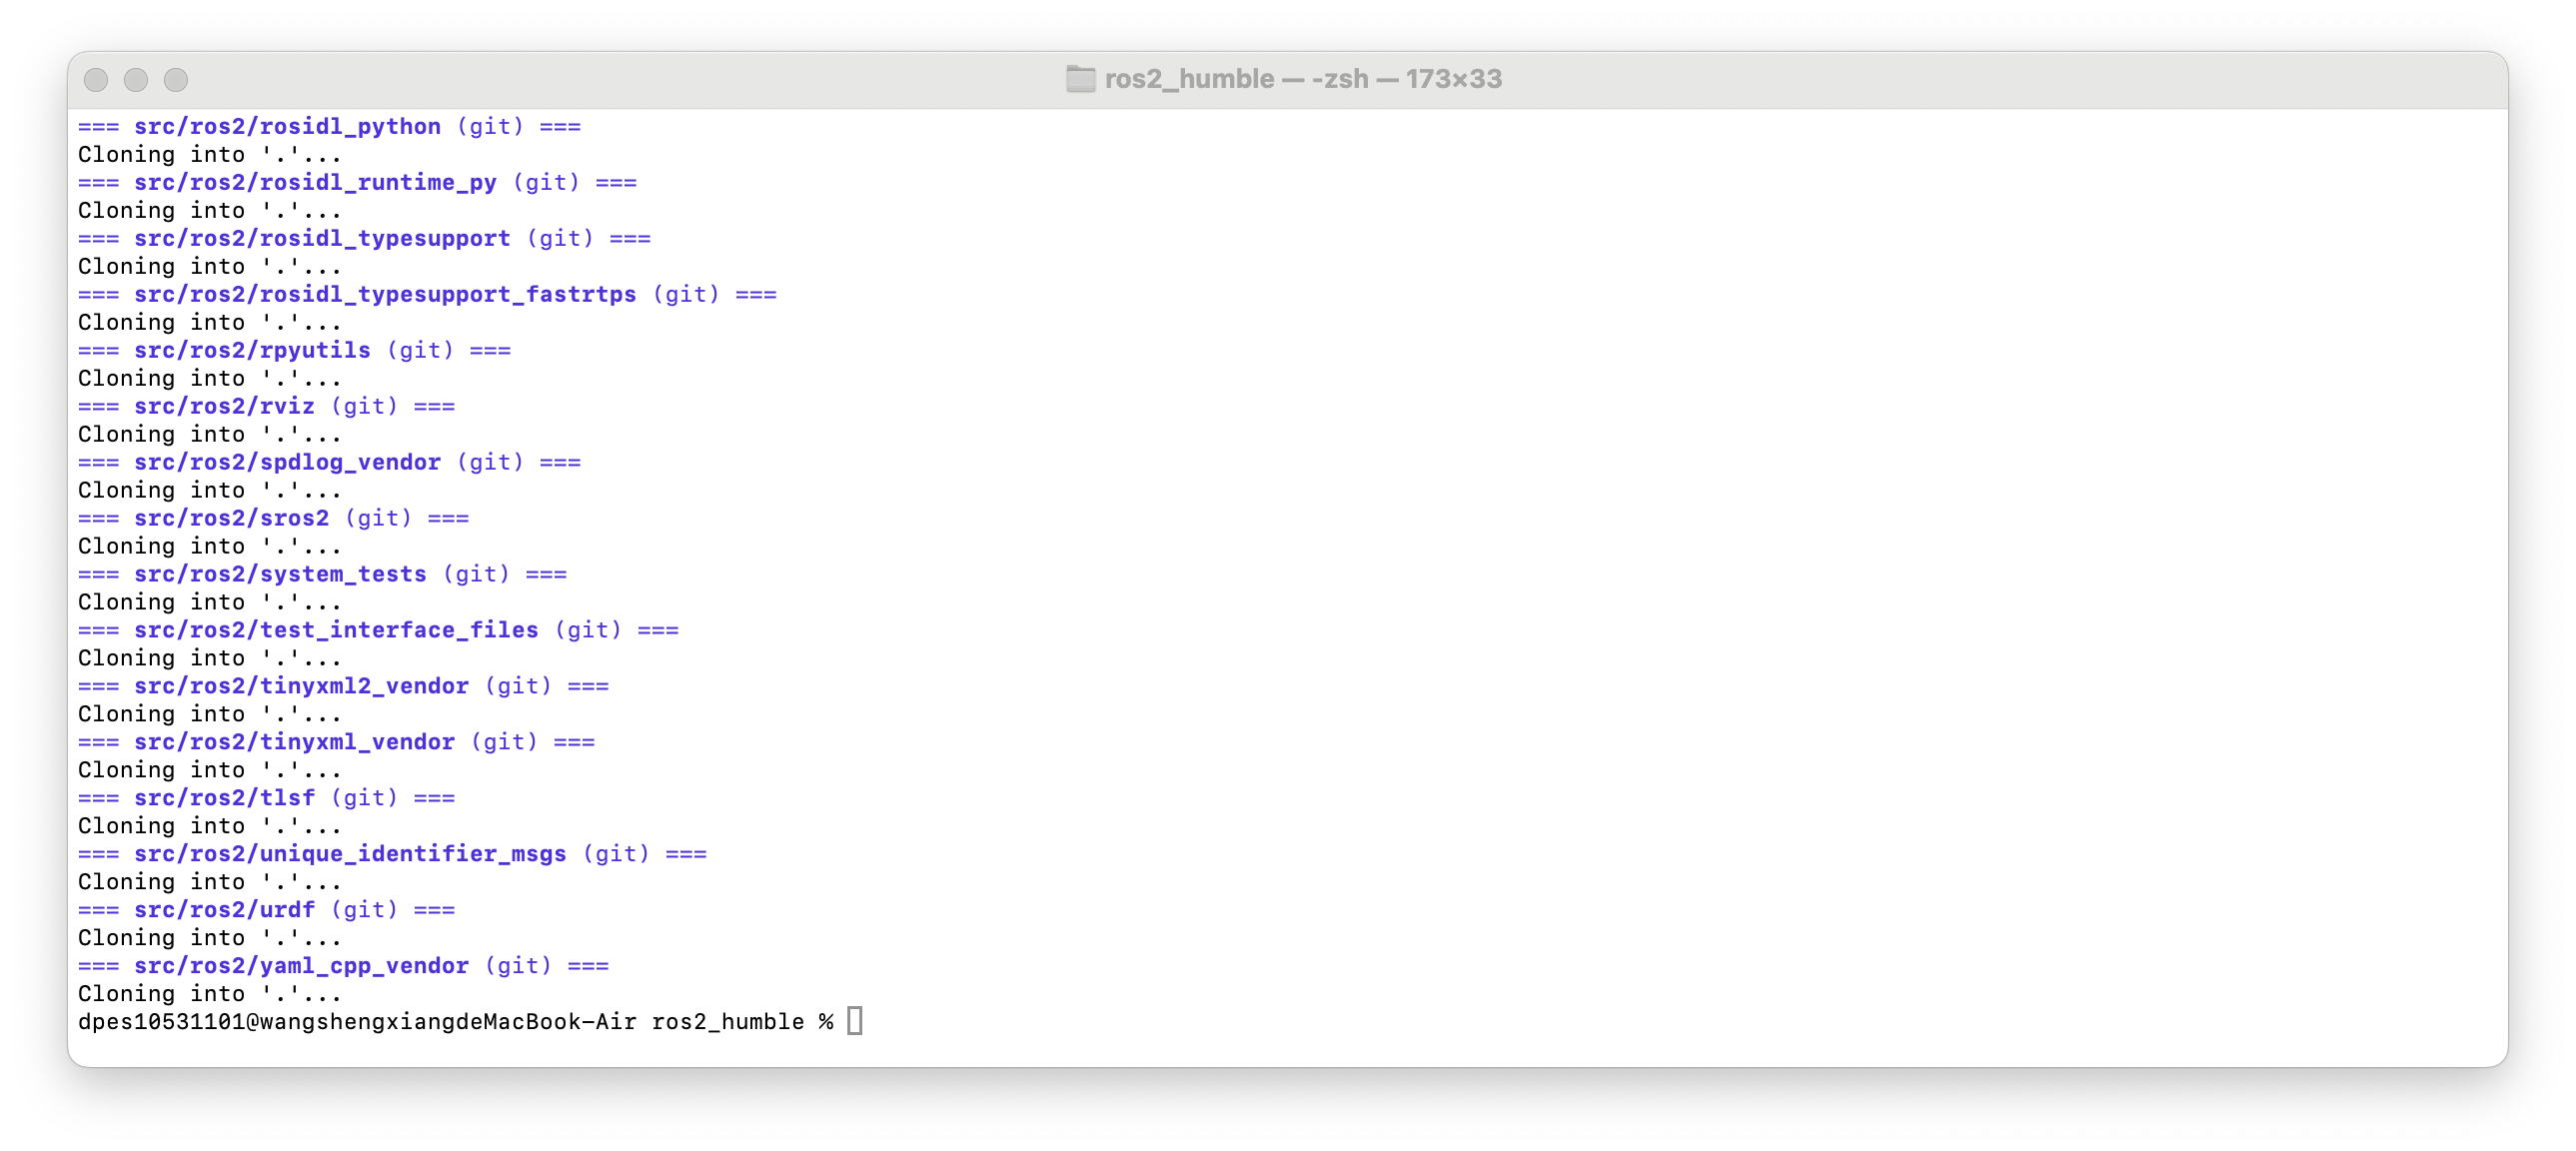 ros2_humble — -zsh — 173×33
=== src/ros2/rosidl_python (git) ===
Cloning into '.'...
=== src/ros2/rosidl_runtime_py (git) ===
Cloning into '.'...
=== src/ros2/rosidl_typesupport (git) ===
Cloning into '.'...
=== src/ros2/rosidl_typesupport_fastrtps (git) ===
Cloning into '.'...
=== src/ros2/rpyutils (git) ===
Cloning into '.'...
=== src/ros2/rviz (git) ===
Cloning into '.'...
=== src/ros2/spdlog_vendor (git) ===
Cloning into '.'...
=== src/ros2/sros2 (git) ===
Cloning into '.'...
=== src/ros2/system_tests (git) ===
Cloning into '.'...
=== src/ros2/test_interface_files (git) ===
Cloning into '.'...
=== src/ros2/tinyxml2_vendor (git) ===
Cloning into '.'...
=== src/ros2/tinyxml_vendor (git) ===
Cloning into '.'...
=== src/ros2/tlsf (git) ===
Cloning into '.'...
=== src/ros2/unique_identifier_msgs (git) ===
Cloning into '.'...
=== src/ros2/urdf (git) ===
Cloning into '.'...
=== src/ros2/yaml_cpp_vendor (git) ===
Cloning into '.'...
dpes10531101@wangshengxiangdeMacBook-Air ros2_humble %